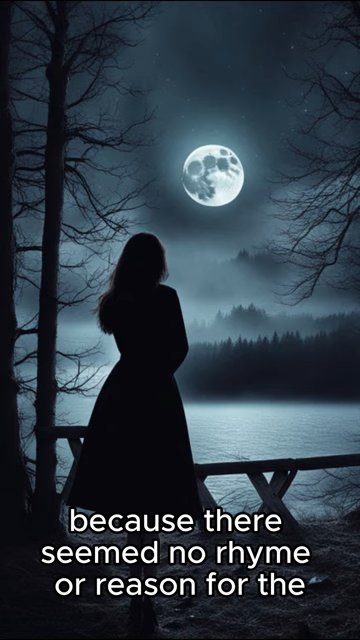 because there
seemed no rhyme
or reason for the